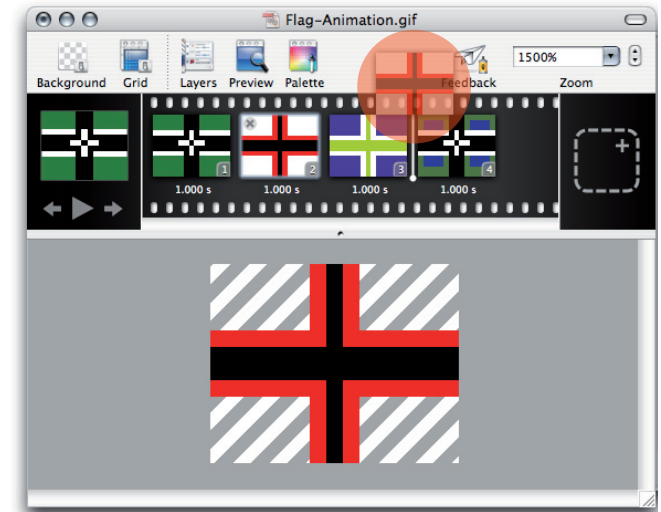 Flag-Animation.gif
1500%
Background Grid Layers Preview Palette Feedback Zoom
1 2 3 4
1.000 s 1.000 s 1.000 s 1.000 s